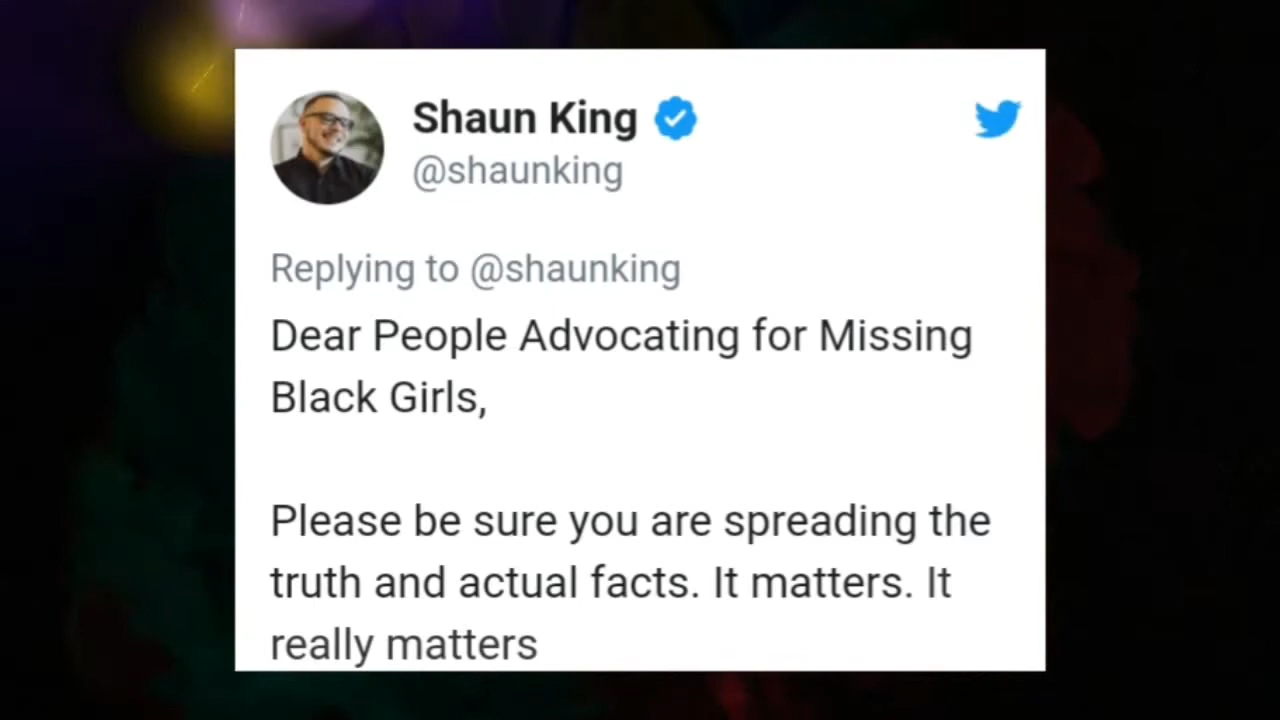 Shaun King
@shaunking
Replying to @shaunking
Dear People Advocating for Missing
Black Girls,
Please be sure you are spreading the
truth and actual facts. It matters. It
really matters